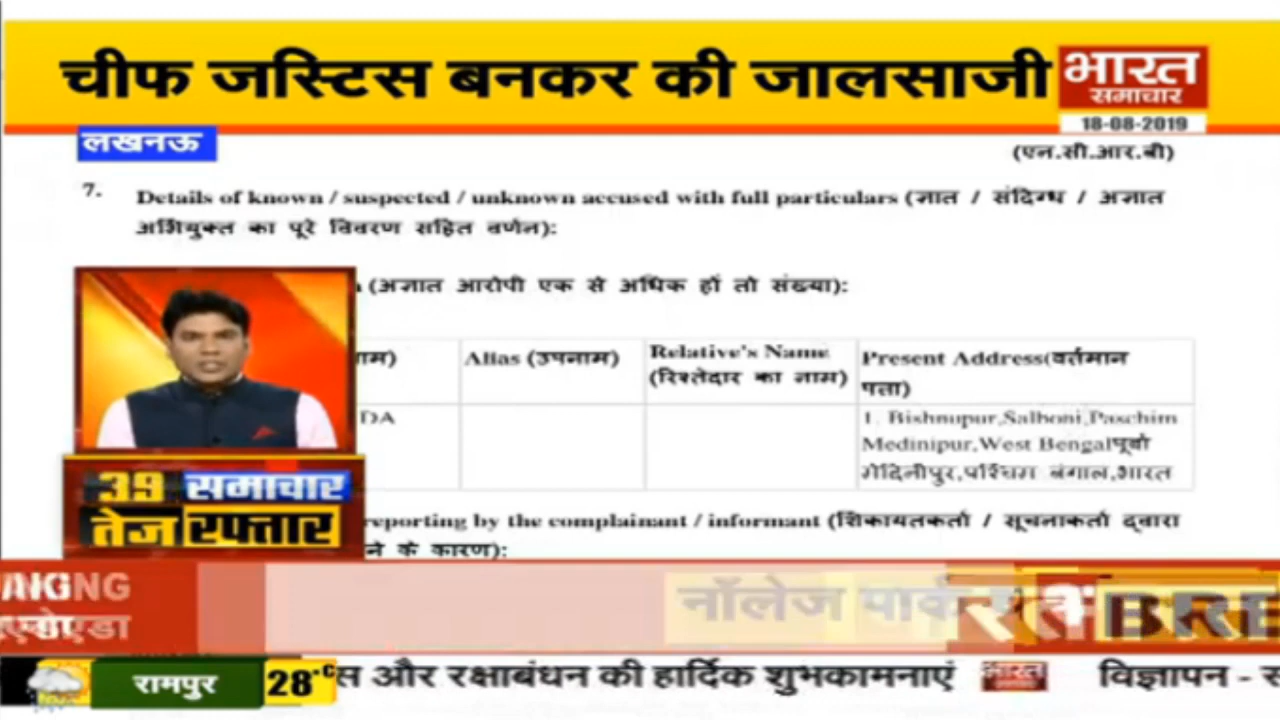 चीफ जस्टिस बनकर की जालसाजी
भारत
समाचार
18-08-2019
लखनऊ
(एन.सी.आर.बी)
7. Details of known / suspected / unknown accused with full particulars (ज्ञात / संदिग्ध / अज्ञात
अभियुक्त का पूरे विवरण सहित वर्णन):
(अज्ञात आरोपी एक से अधिक हों तो संख्या):
Alias (उपनाम)
Relative's Name
(रिश्तेदार का नाम)
Present Address(वर्तमान
पता)
DA
1. Bishnupur,Salboni,Paschim
Medinipur,West Bengalपूर्वी
मेदिनीपुर,पश्चिम बंगाल,भारत
39 समाचार
तेज रफ्तार
reporting by the complainant / informant (शिकायतकर्ता / सूचनाकर्ता द्वारा
के कारण):
नॉलेज पार्क
रामपुर
28°C
और रक्षाबंधन की हार्दिक शुभकामनाएं
विज्ञापन -